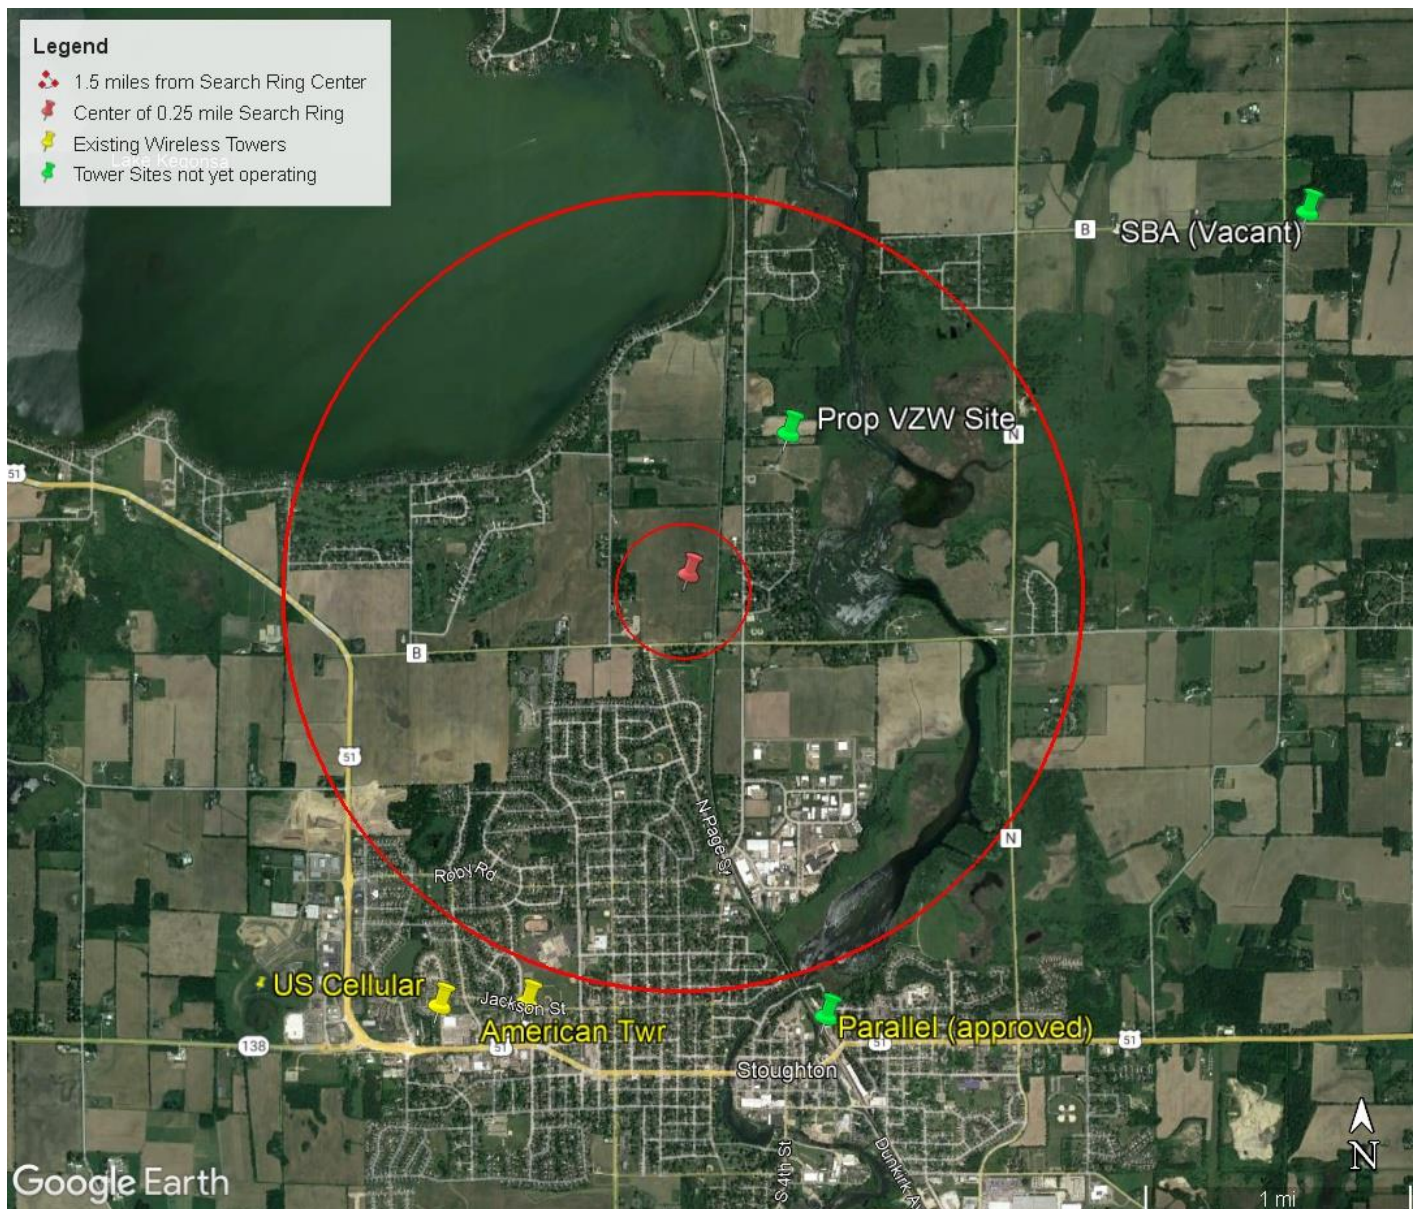 Legend
1.5 miles from Search Ring Center
Center of 0.25 mile Search Ring
Existing Wireless Towers
Lake Kegonsa
Tower Sites not yet operating
B
SBA (Vacant)
Prop VZW Site
N
51
B
51
N Page St
N
Roby Rd
US Cellular
Jackson St
American Twr
Parallel (approved)
138
51
51
51
Stoughton
S 4th St
Dunkirk Av
N
Google Earth
1 mi